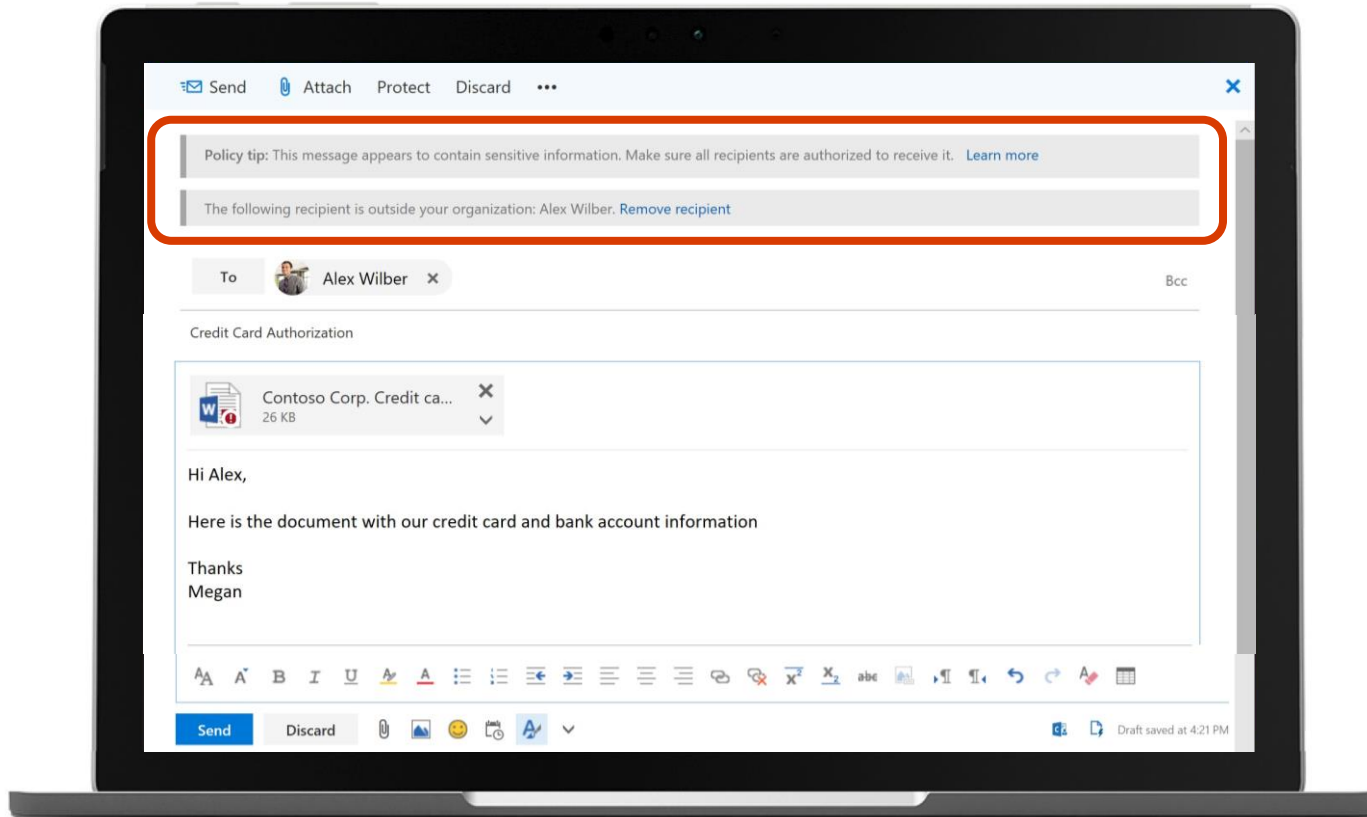 Send Attach Protect Discard •••
Policy tip: This message appears to contain sensitive information. Make sure all recipients are authorized to receive it. Learn more
The following recipient is outside your organization: Alex Wilber. Remove recipient
To Alex Wilber Bcc
Credit Card Authorization
Contoso Corp. Credit ca...
26 KB
Hi Alex,
Here is the document with our credit card and bank account information
Thanks
Megan
B I U A x² x₂ abc
Send Discard Draft saved at 4:21 PM